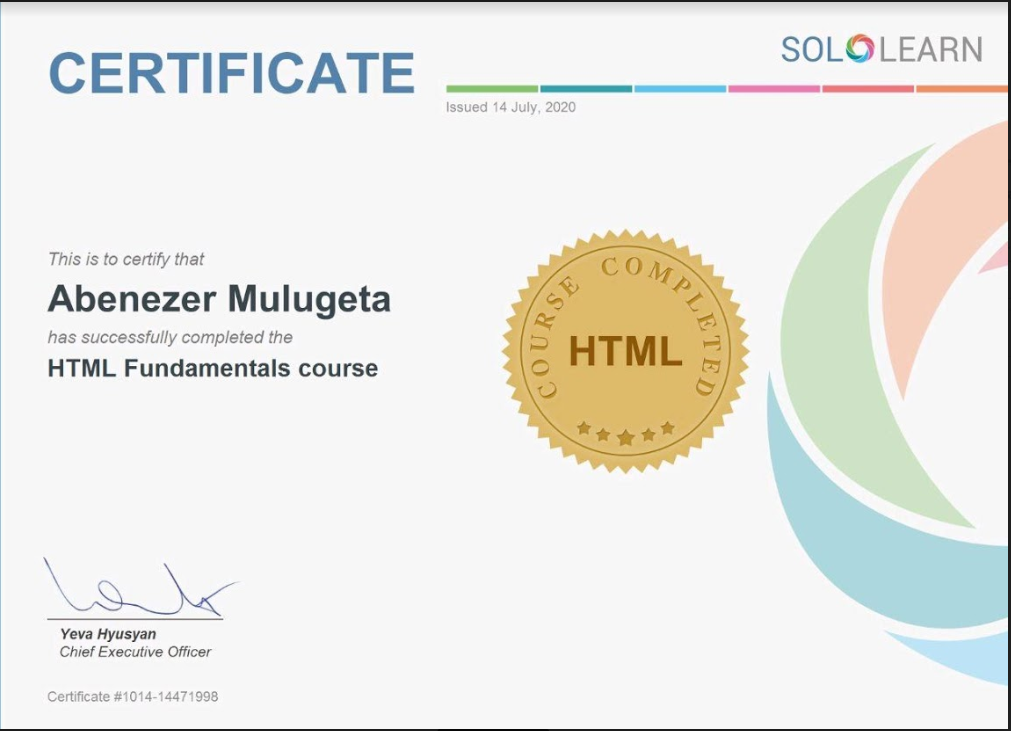 CERTIFICATE
SOLOLEARN
Issued 14 July, 2020
This is to certify that
Abenezer Mulugeta
has successfully completed the
HTML Fundamentals course
COURSE COMPLETED
HTML
Yeva Hyusyan
Chief Executive Officer
Certificate #1014-14471998